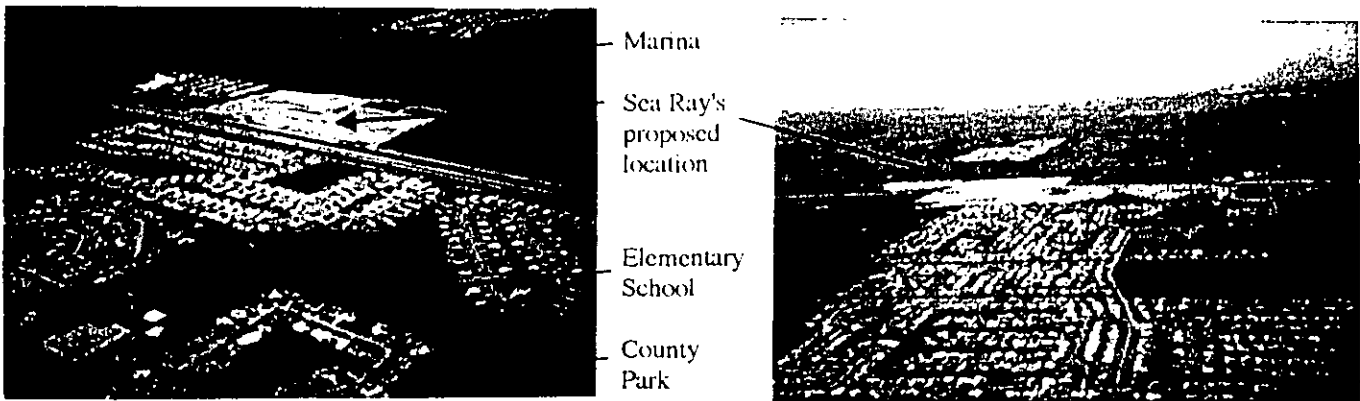 Marina
Sea Ray's
proposed
location
Elementary
School
County
Park